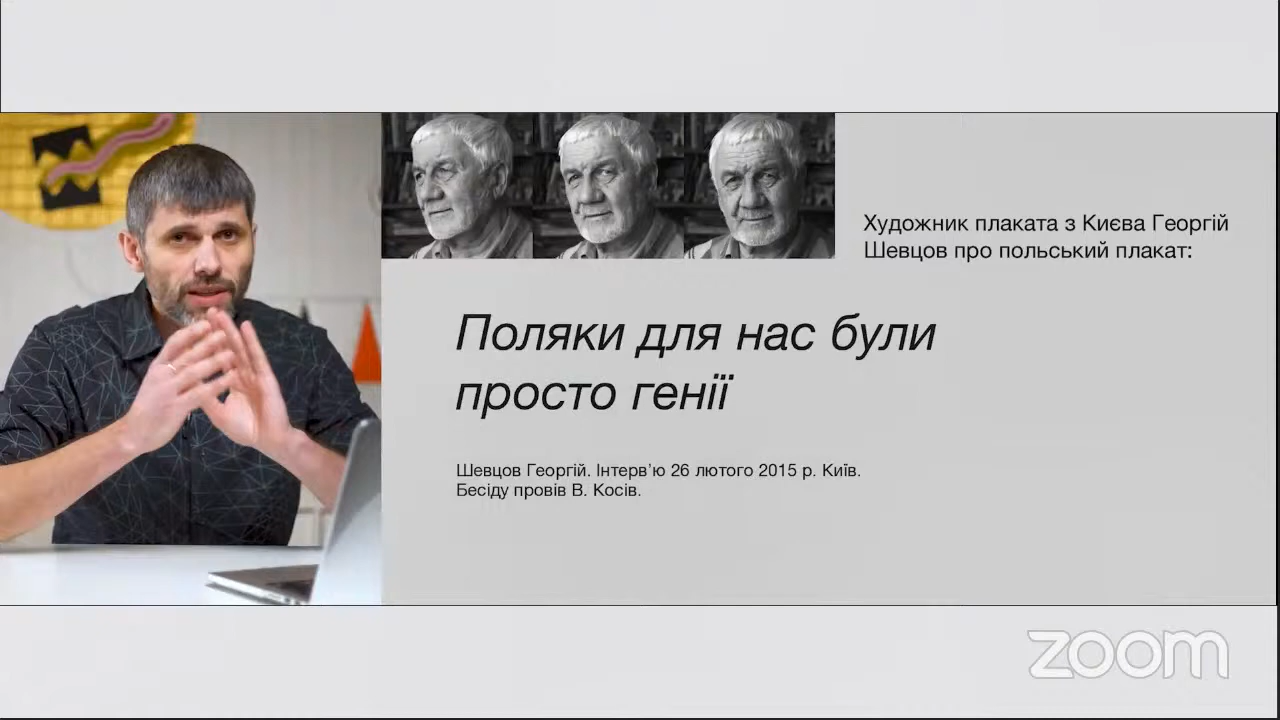 Художник плаката з Києва Георгій
Шевцов про польський плакат:
Поляки для нас були
просто генії
Шевцов Георгій. Інтерв’ю 26 лютого 2015 р. Київ.
Бесіду провів В. Косів.
zoom